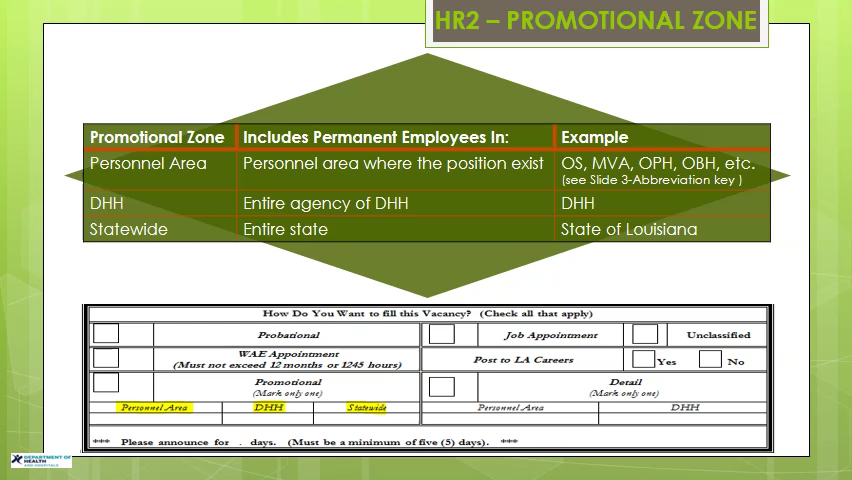 HR2 – PROMOTIONAL ZONE
Promotional Zone Includes Permanent Employees In: Example
Personnel Area Personnel area where the position exist OS, MVA, OPH, OBH, etc.
(see Slide 3-Abbreviation key )
DHH Entire agency of DHH DHH
Statewide Entire state State of Louisiana
How Do You Want to fill this Vacancy? (Check all that apply)
Probational Job Appointment Unclassified
WAE Appointment
(Must not exceed 12 months or 1245 hours) Post to LA Careers Yes No
Promotional Detail
(Mark only one) (Mark only one)
Personnel Area DHH Statewide Personnel Area DHH
*** Please announce for . days. (Must be a minimum of five (5) days). ***
DEPARTMENT OF
HEALTH
AND HOSPITALS